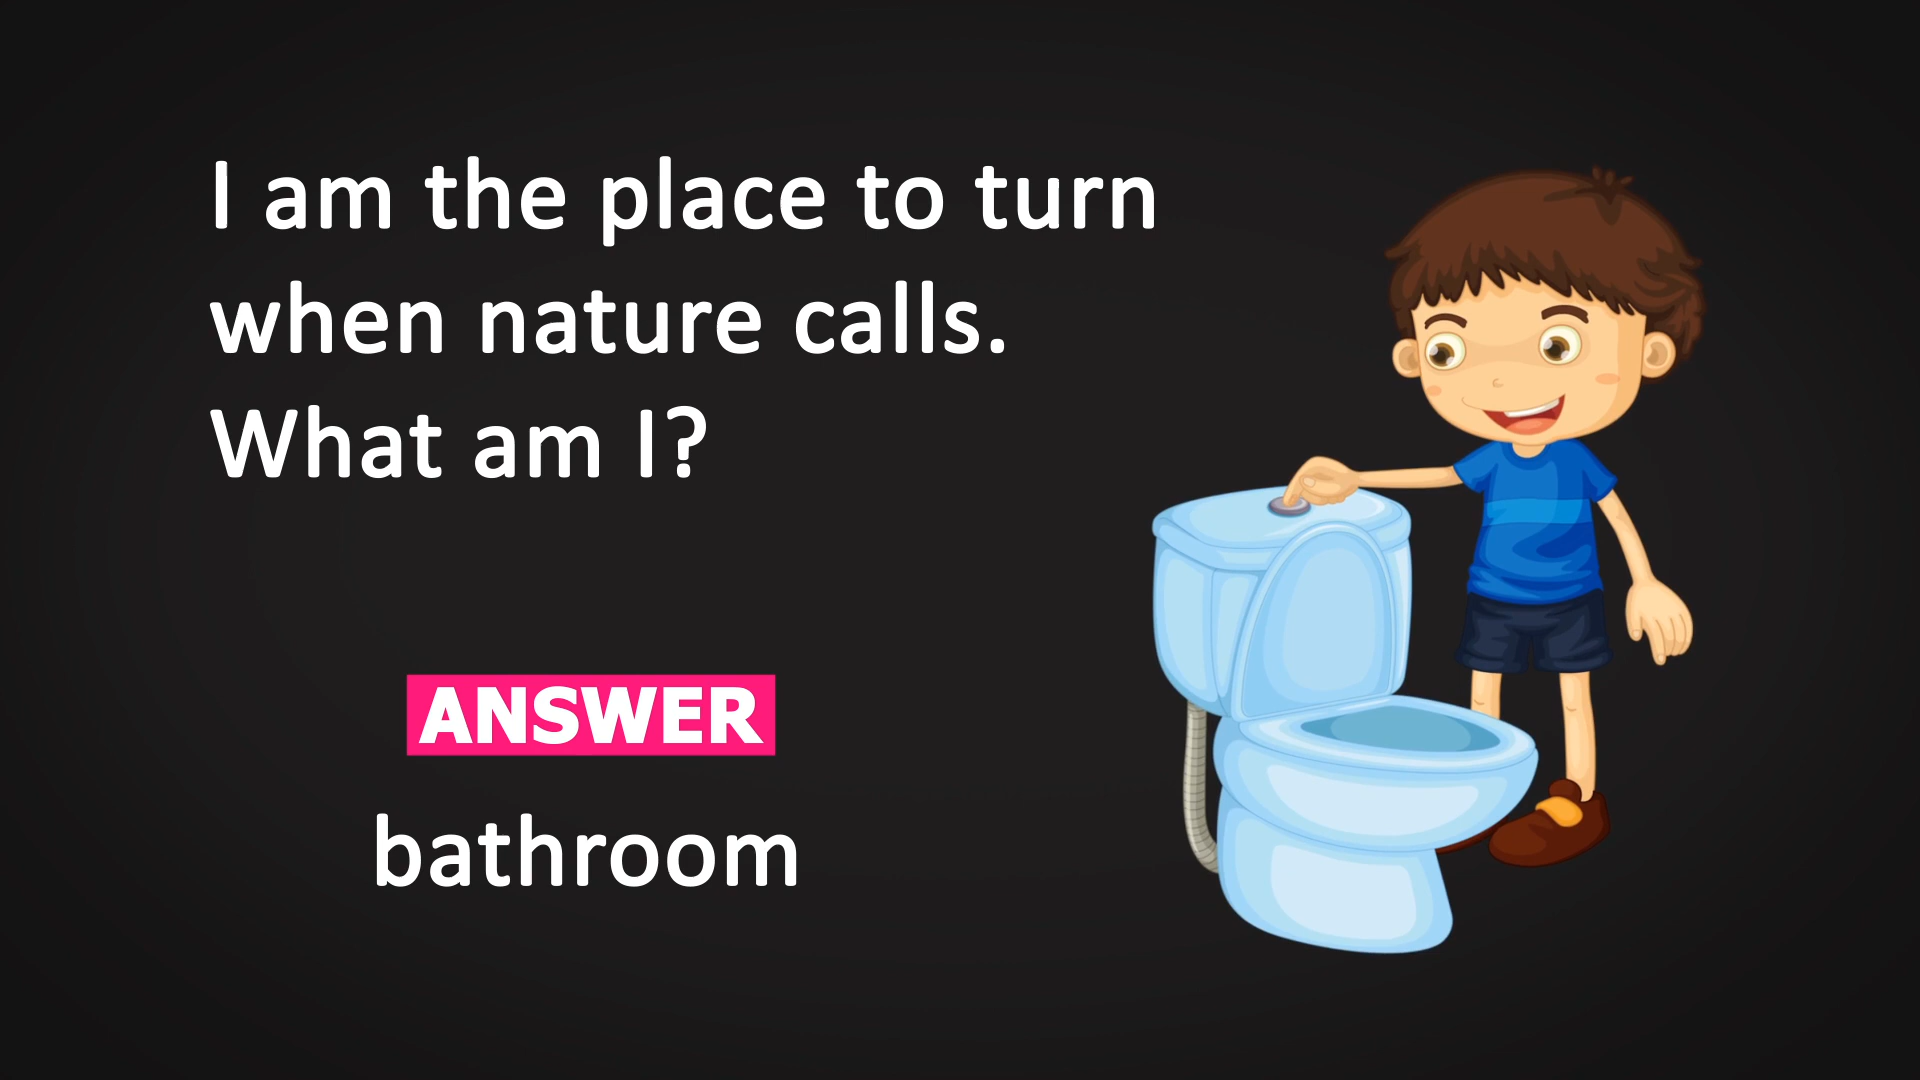 I am the place to turn
when nature calls.
What am I?
ANSWER
bathroom